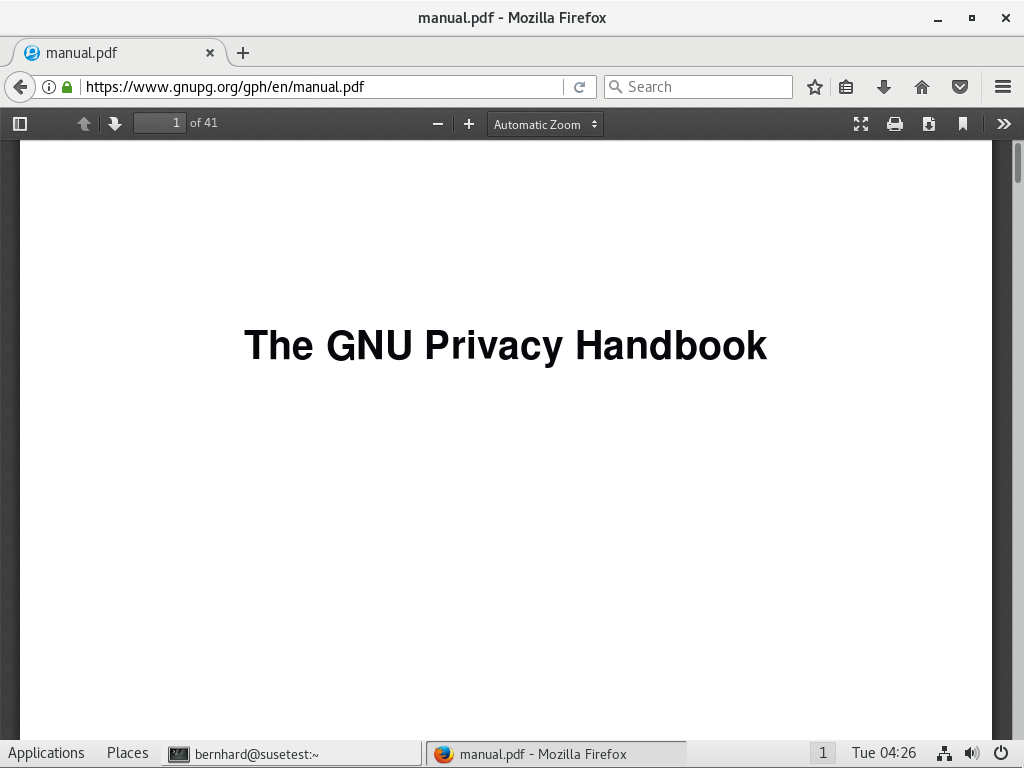 manual.pdf - Mozilla Firefox
manual.pdf
https://www.gnupg.org/gph/en/manual.pdf
Search
1 of 41
Automatic Zoom
The GNU Privacy Handbook
Applications Places bernhard@susetest:~ manual.pdf - Mozilla Firefox 1 Tue 04:26